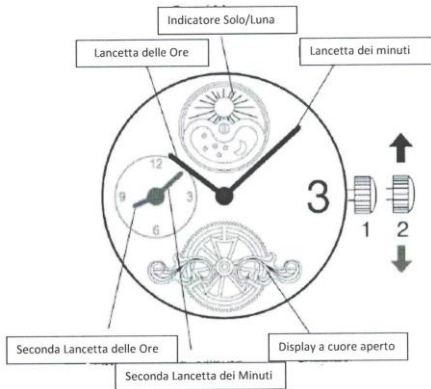 Indicatore Solo/Luna
Lancetta delle Ore
Lancetta dei minuti
12
9
3
6
3
1
2
Seconda Lancetta delle Ore
Display a cuore aperto
Seconda Lancetta dei Minuti